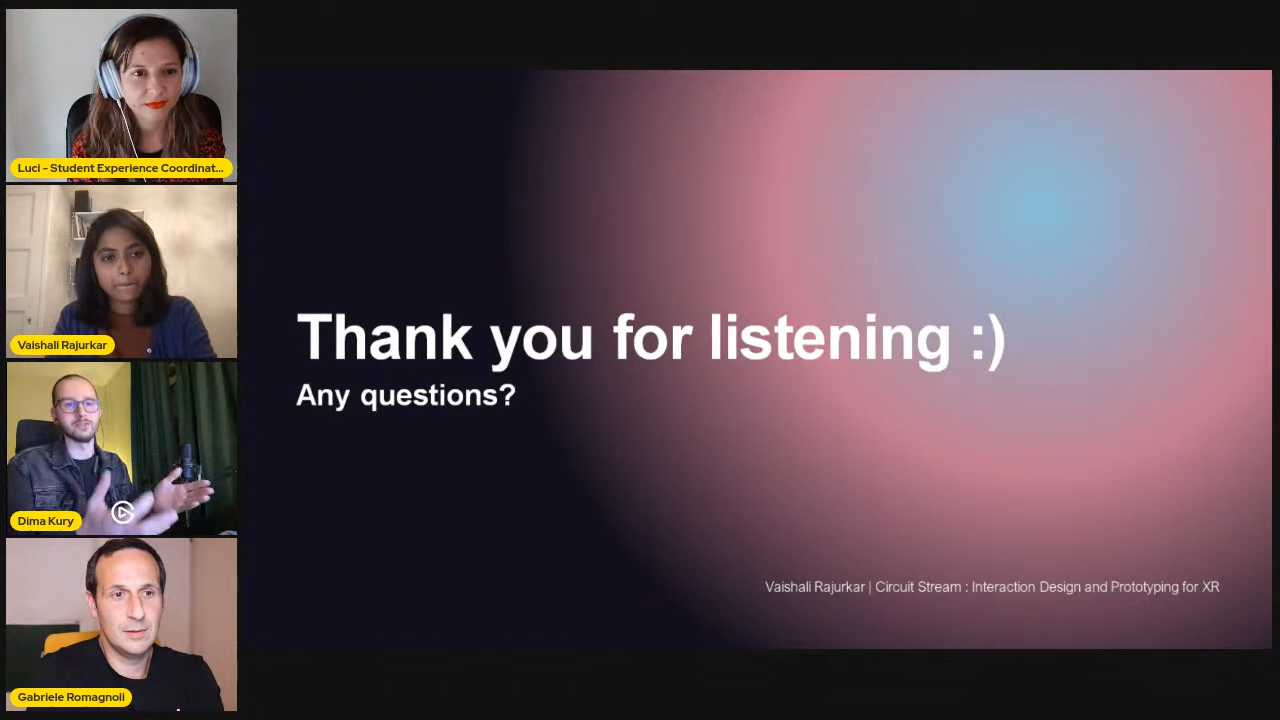 Luci - Student Experience Coordinat...
Vaishali Rajurkar
Dima Kury
Gabriele Romagnoli
Thank you for listening :)
Any questions?
Vaishali Rajurkar | Circuit Stream : Interaction Design and Prototyping for XR